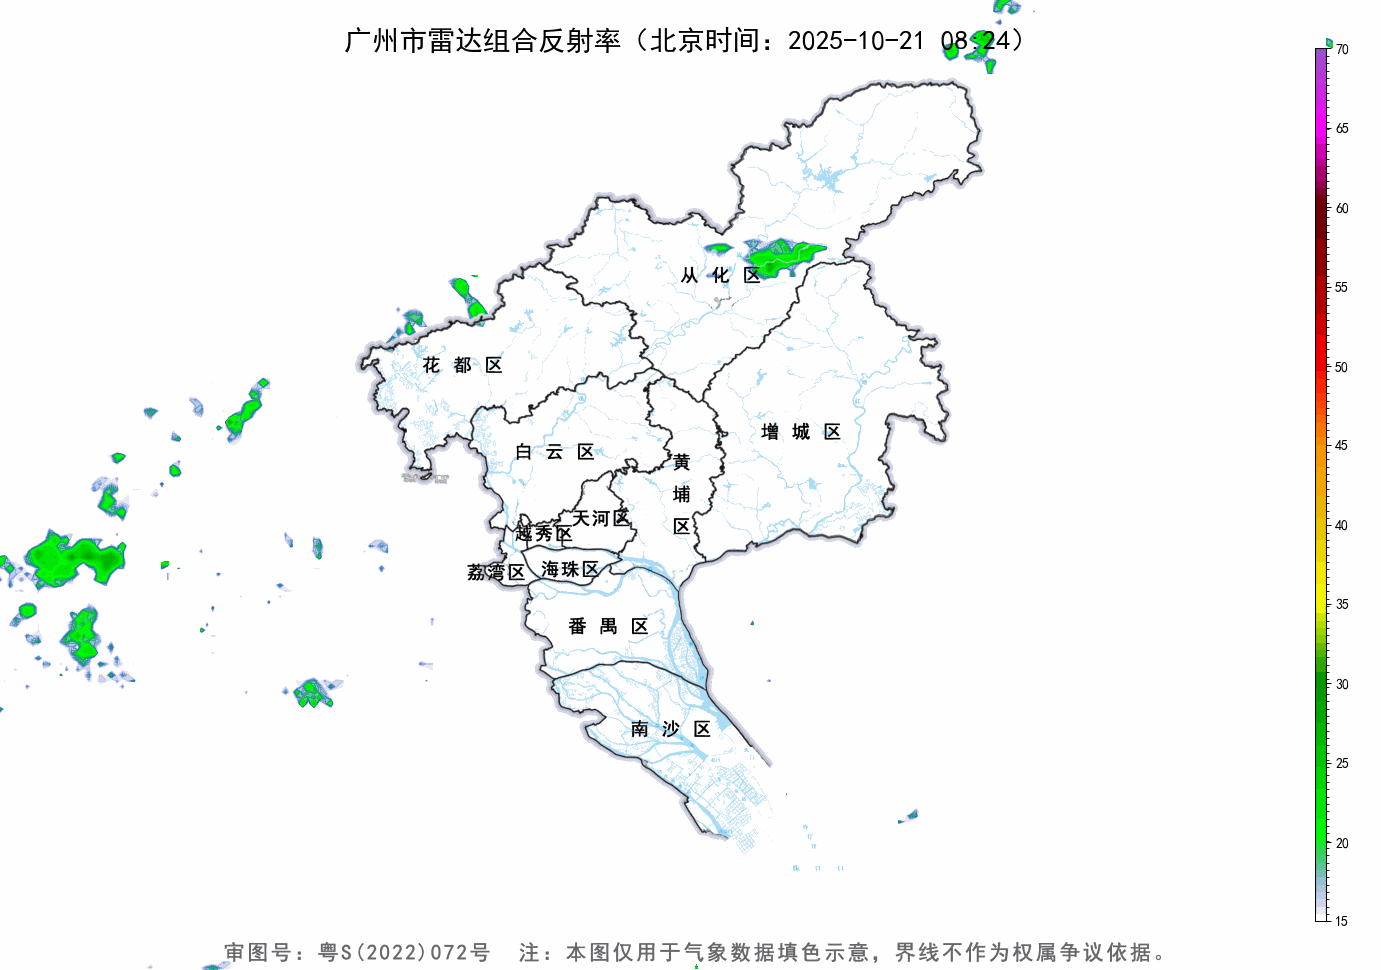 广州市雷达组合反射率（北京时间：2025-10-21 08:24）
70
65
60
55
50
45
40
35
30
25
20
15
从化区
花都区
增城区
白云区
黄埔区
天河区
越秀区
荔湾区
海珠区
番禺区
南沙区
审图号：粤S(2022)072号 注：本图仅用于气象数据填色示意，界线不作为权属争议依据。